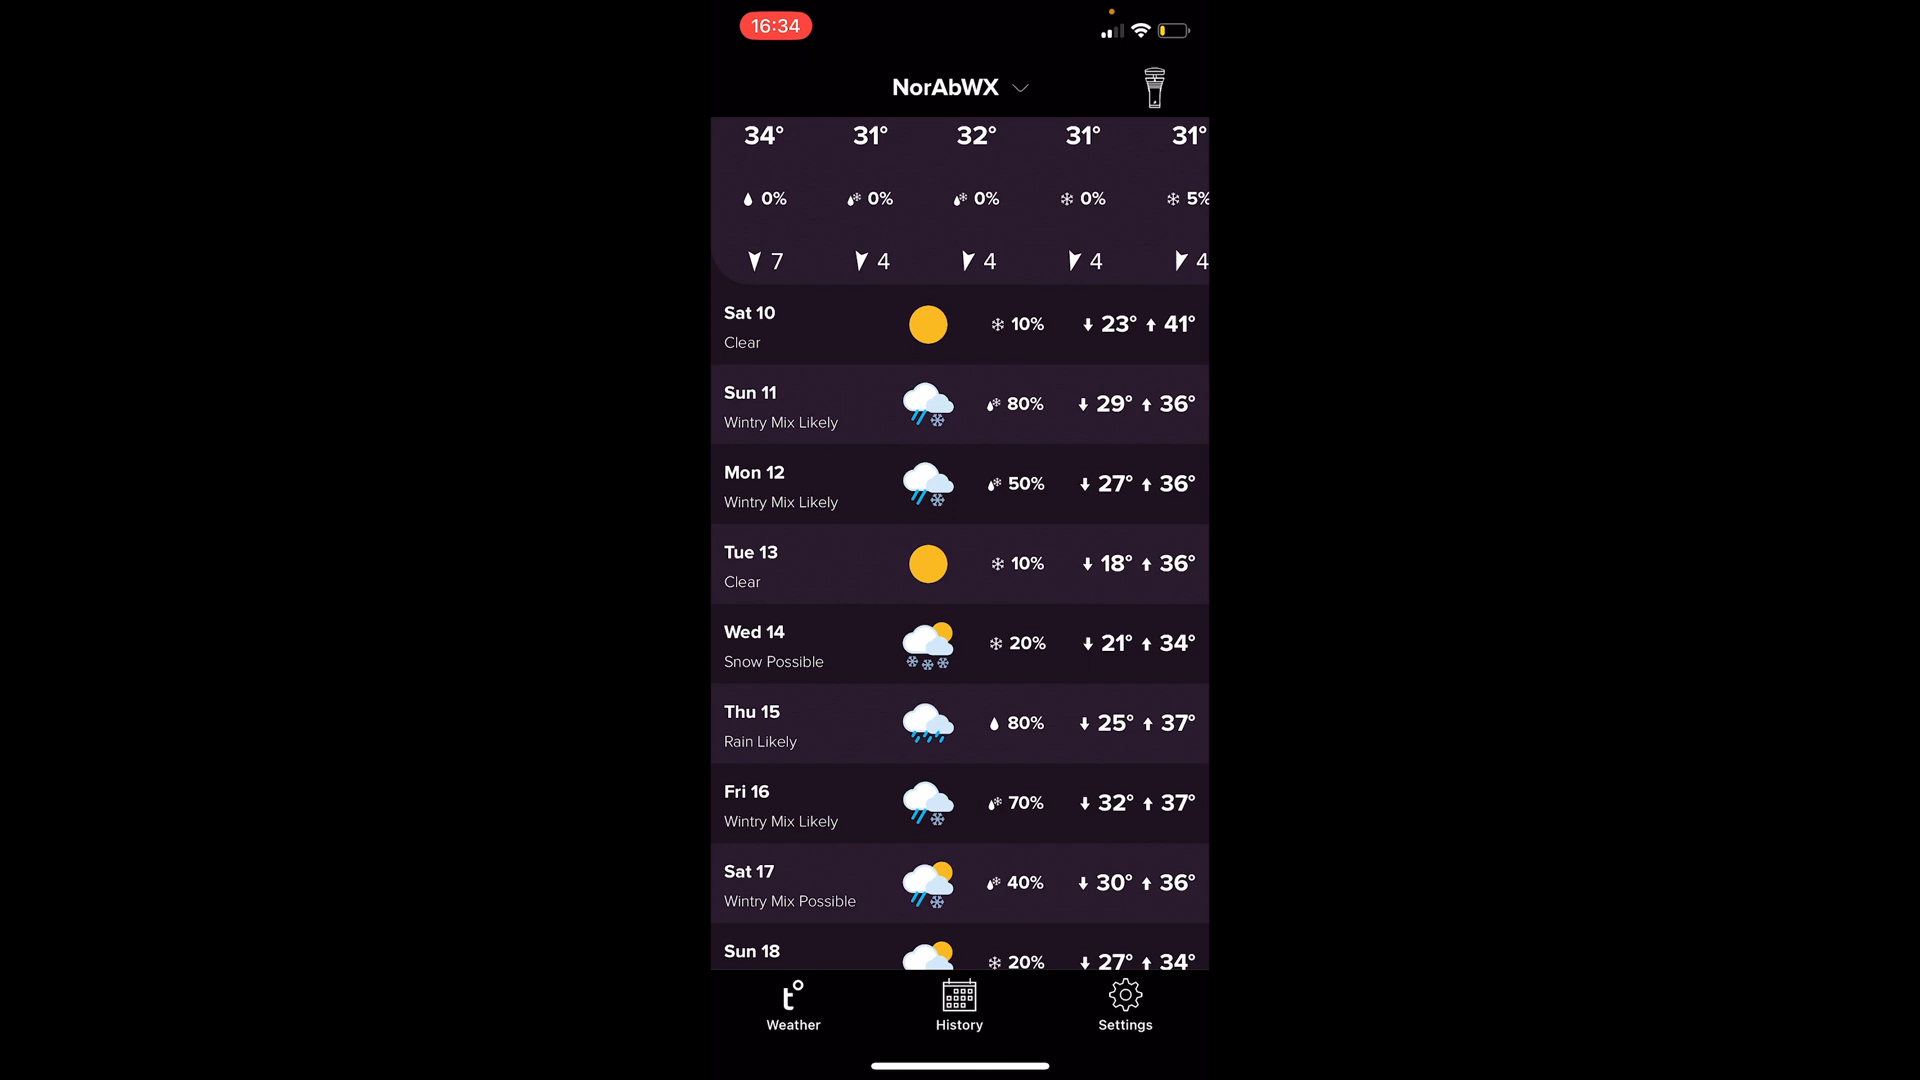 16:34
NorAbWX
34° 31° 32° 31° 31°
0% 0% 0% 0% 5%
7 4 4 4 4
Sat 10
Clear
10% 23° 41°
Sun 11
Wintry Mix Likely
80% 29° 36°
Mon 12
Wintry Mix Likely
50% 27° 36°
Tue 13
Clear
10% 18° 36°
Wed 14
Snow Possible
20% 21° 34°
Thu 15
Rain Likely
80% 25° 37°
Fri 16
Wintry Mix Likely
70% 32° 37°
Sat 17
Wintry Mix Possible
40% 30° 36°
Sun 18
20% 27° 34°
t°
Weather History Settings